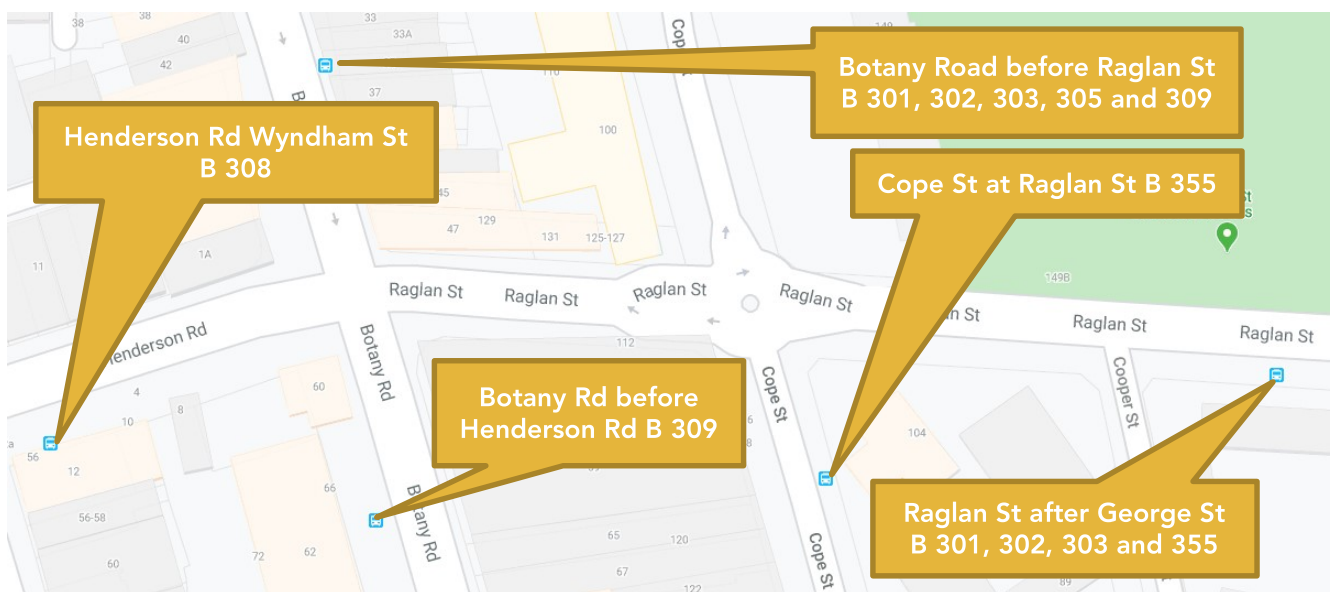 38
38
40
42
33
33A
37
100
Botany Road before Raglan St
B 301, 302, 303, 305 and 309
Henderson Rd Wyndham St
B 308
Cope St at Raglan St B 355
45
47
129
131
125-127
1A
11
149B
Raglan St
Raglan St
Raglan St
Raglan St
Raglan St
Raglan St
Henderson Rd
Botany Rd
112
Cope St
Cooper St
Botany Rd before
Henderson Rd B 309
4
8
10
60
56
12
104
66
56-58
60
72
62
Botany Rd
65
120
67
122
Cope St
Raglan St after George St
B 301, 302, 303 and 355
89